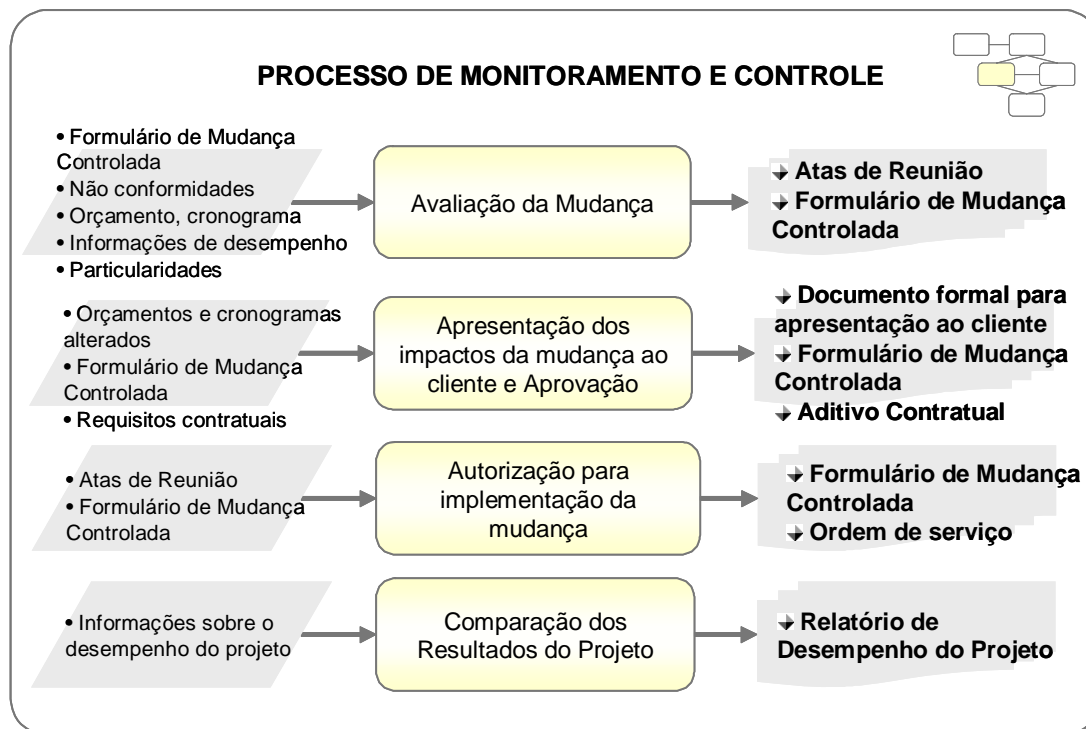 PROCESSO DE MONITORAMENTO E CONTROLE
• Formulário de Mudança
Controlada
• Não conformidades
• Orçamento, cronograma
• Informações de desempenho
• Particularidades
Avaliação da Mudança
Atas de Reunião
Formulário de Mudança
Controlada
• Orçamentos e cronogramas
alterados
• Formulário de Mudança
Controlada
• Requisitos contratuais
Apresentação dos
impactos da mudança ao
cliente e Aprovação
Documento formal para
apresentação ao cliente
Formulário de Mudança
Controlada
Aditivo Contratual
• Atas de Reunião
• Formulário de Mudança
Controlada
Autorização para
implementação da
mudança
Formulário de Mudança
Controlada
Ordem de serviço
• Informações sobre o
desempenho do projeto
Comparação dos
Resultados do Projeto
Relatório de
Desempenho do Projeto